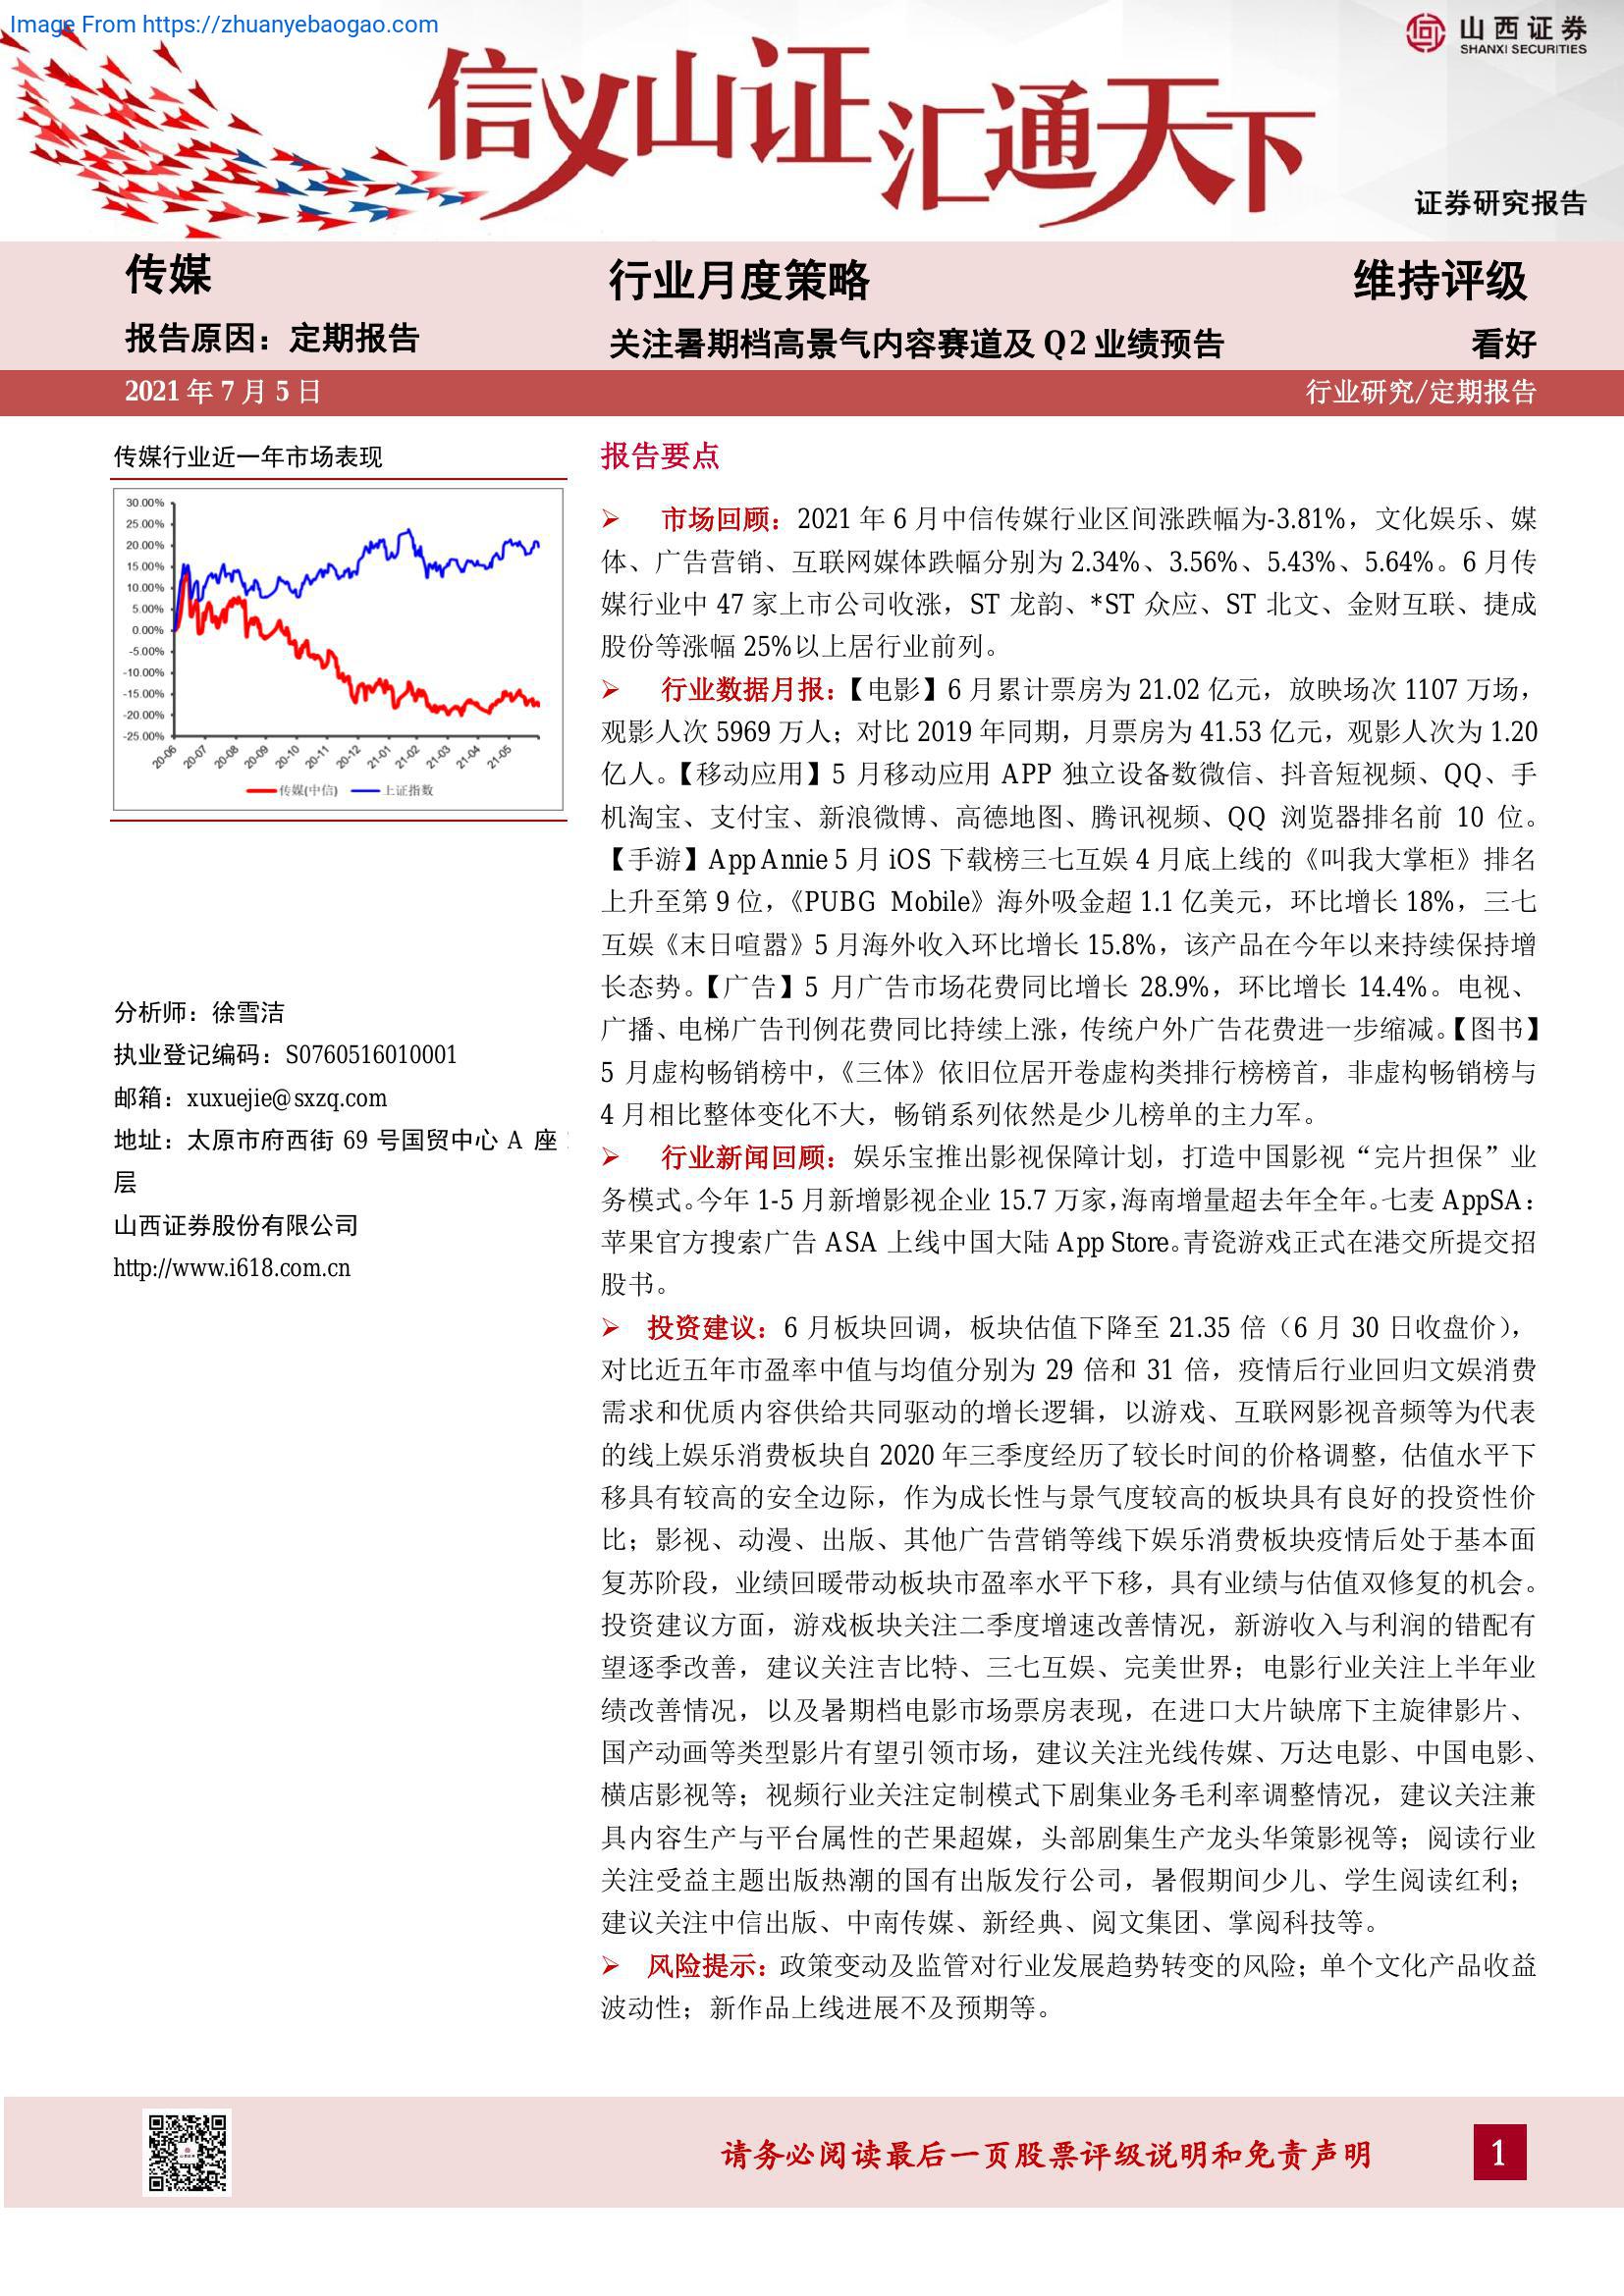 Image From https://zhuanyebaogao.com
山西证券
SHANXI SECURITIES
信义山证汇通天下
证券研究报告
传媒
行业月度策略
维持评级
报告原因：定期报告
关注暑期档高景气内容赛道及 Q2 业绩预告
看好
2021 年 7 月 5 日
行业研究/定期报告
传媒行业近一年市场表现
30.00%
25.00%
20.00%
15.00%
10.00%
5.00%
0.00%
-5.00%
-10.00%
-15.00%
-20.00%
-25.00%
20-06 20-07 20-08 20-09 20-10 20-11 20-12 21-01 21-02 21-03 21-04 21-05
传媒(中信) 上证指数
分析师：徐雪洁
执业登记编码：S0760516010001
邮箱：xuxuejie@sxzq.com
地址：太原市府西街 69 号国贸中心 A 座
层
山西证券股份有限公司
http://www.i618.com.cn
报告要点
➢ 市场回顾：2021 年 6 月中信传媒行业区间涨跌幅为-3.81%，文化娱乐、媒
体、广告营销、互联网媒体跌幅分别为 2.34%、3.56%、5.43%、5.64%。6 月传
媒行业中 47 家上市公司收涨，ST 龙韵、*ST 众应、ST 北文、金财互联、捷成
股份等涨幅 25%以上居行业前列。
➢ 行业数据月报：【电影】6 月累计票房为 21.02 亿元，放映场次 1107 万场，
观影人次 5969 万人；对比 2019 年同期，月票房为 41.53 亿元，观影人次为 1.20
亿人。【移动应用】5 月移动应用 APP 独立设备数微信、抖音短视频、QQ、手
机淘宝、支付宝、新浪微博、高德地图、腾讯视频、QQ 浏览器排名前 10 位。
【手游】App Annie 5 月 iOS 下载榜三七互娱 4 月底上线的《叫我大掌柜》排名
上升至第 9 位，《PUBG Mobile》海外吸金超 1.1 亿美元，环比增长 18%，三七
互娱《末日喧嚣》5 月海外收入环比增长 15.8%，该产品在今年以来持续保持增
长态势。【广告】5 月广告市场花费同比增长 28.9%，环比增长 14.4%。电视、
广播、电梯广告刊例花费同比持续上涨，传统户外广告花费进一步缩减。【图书】
5 月虚构畅销榜中，《三体》依旧位居开卷虚构类排行榜榜首，非虚构畅销榜与
4 月相比整体变化不大，畅销系列依然是少儿榜单的主力军。
➢ 行业新闻回顾：娱乐宝推出影视保障计划，打造中国影视“完片担保”业
务模式。今年 1-5 月新增影视企业 15.7 万家，海南增量超去年全年。七麦 AppSA：
苹果官方搜索广告 ASA 上线中国大陆 App Store。青瓷游戏正式在港交所提交招
股书。
➢ 投资建议：6 月板块回调，板块估值下降至 21.35 倍（6 月 30 日收盘价），
对比近五年市盈率中值与均值分别为 29 倍和 31 倍，疫情后行业回归文娱消费
需求和优质内容供给共同驱动的增长逻辑，以游戏、互联网影视音频等为代表
的线上娱乐消费板块自 2020 年三季度经历了较长时间的价格调整，估值水平下
移具有较高的安全边际，作为成长性与景气度较高的板块具有良好的投资性价
比；影视、动漫、出版、其他广告营销等线下娱乐消费板块疫情后处于基本面
复苏阶段，业绩回暖带动板块市盈率水平下移，具有业绩与估值双修复的机会。
投资建议方面，游戏板块关注二季度增速改善情况，新游收入与利润的错配有
望逐季改善，建议关注吉比特、三七互娱、完美世界；电影行业关注上半年业
绩改善情况，以及暑期档电影市场票房表现，在进口大片缺席下主旋律影片、
国产动画等类型影片有望引领市场，建议关注光线传媒、万达电影、中国电影、
横店影视等；视频行业关注定制模式下剧集业务毛利率调整情况，建议关注兼
具内容生产与平台属性的芒果超媒，头部剧集生产龙头华策影视等；阅读行业
关注受益主题出版热潮的国有出版发行公司，暑假期间少儿、学生阅读红利；
建议关注中信出版、中南传媒、新经典、阅文集团、掌阅科技等。
➢ 风险提示：政策变动及监管对行业发展趋势转变的风险；单个文化产品收益
波动性；新作品上线进展不及预期等。
请务必阅读最后一页股票评级说明和免责声明
1